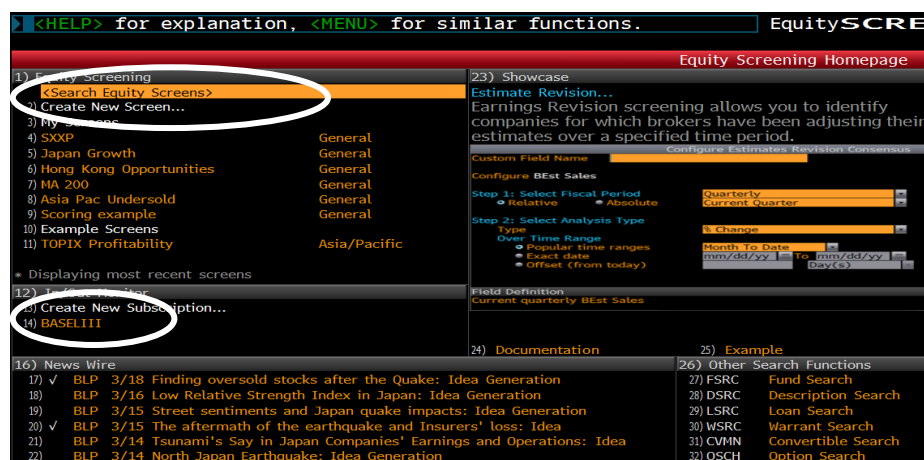 <HELP> for explanation, <MENU> for similar functions.
EquitySCRE
Equity Screening Homepage
1) Equity Screening
<Search Equity Screens>
2) Create New Screen...
3) My Screens
4) SXXP General
5) Japan Growth General
6) Hong Kong Opportunities General
7) MA 200 General
8) Asia Pac Undersold General
9) Scoring example General
10) Example Screens
11) TOPIX Profitability Asia/Pacific
* Displaying most recent screens
12) In/Out Monitor
13) Create New Subscription...
14) BASELIII
23) Showcase
Estimate Revision...
Earnings Revision screening allows you to identify
companies for which brokers have been adjusting their
estimates over a specified time period.
Configure Estimates Revision Consensus
Custom Field Name
Configure BEst Sales
Step 1: Select Fiscal Period Quarterly
Relative Absolute Current Quarter
Step 2: Select Analysis Type
Type % Change
Over Time Range
Popular time ranges Month To Date
Exact date mm/dd/yy To mm/dd/yy
Offset (from today) Day(s)
Field Definition
Current quarterly BEst Sales
24) Documentation 25) Example
16) News Wire
17) √ BLP 3/18 Finding oversold stocks after the Quake: Idea Generation
18) BLP 3/16 Low Relative Strength Index in Japan: Idea Generation
19) BLP 3/15 Street sentiments and Japan quake impacts: Idea Generation
20) √ BLP 3/15 The aftermath of the earthquake and Insurers' loss: Idea
21) BLP 3/14 Tsunami's Say in Japan Companies' Earnings and Operations: Idea
22) BLP 3/14 North Japan Earthquake: Idea Generation
26) Other Search Functions
27) FSRC Fund Search
28) DSRC Description Search
29) LSRC Loan Search
30) WSRC Warrant Search
31) CVMN Convertible Search
32) OSCH Option Search